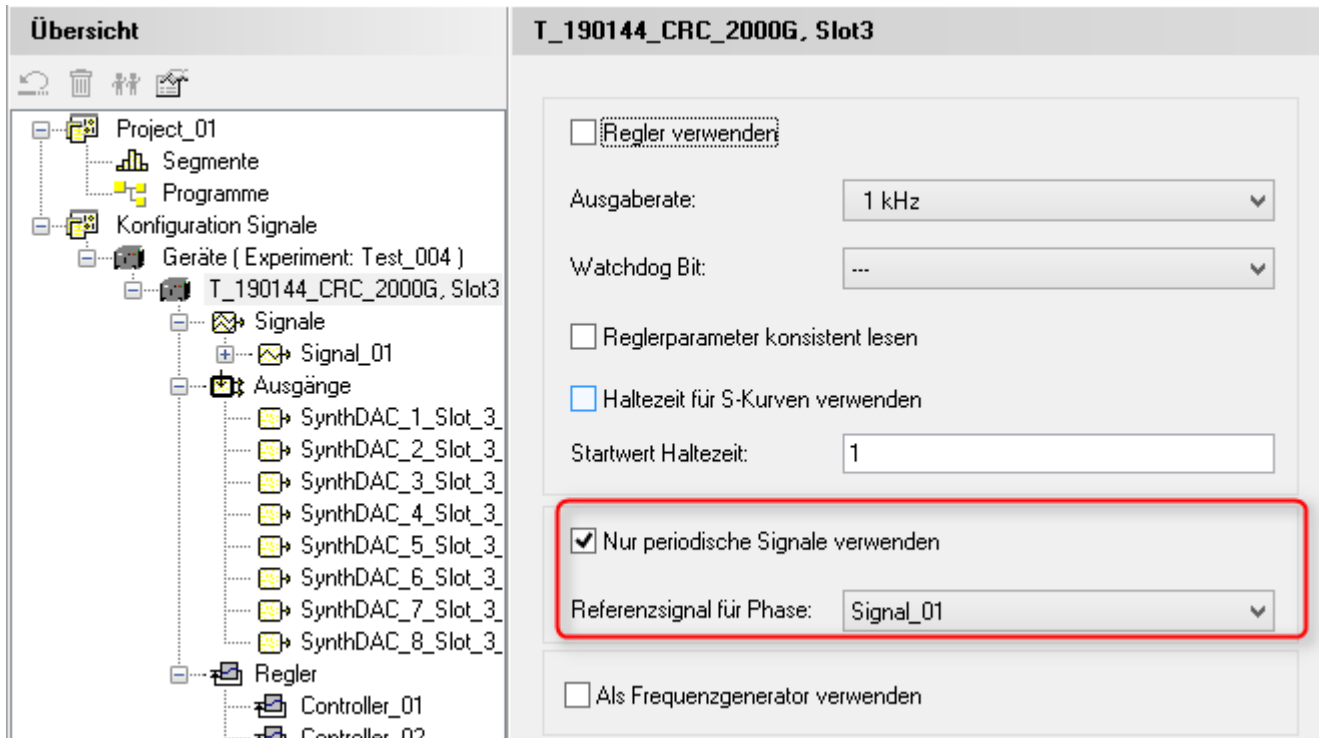 Übersicht
Project_01
Segmente
Programme
Konfiguration Signale
Geräte ( Experiment: Test_004 )
T_190144_CRC_2000G, Slot3
Signale
Signal_01
Ausgänge
SynthDAC_1_Slot_3_
SynthDAC_2_Slot_3_
SynthDAC_3_Slot_3_
SynthDAC_4_Slot_3_
SynthDAC_5_Slot_3_
SynthDAC_6_Slot_3_
SynthDAC_7_Slot_3_
SynthDAC_8_Slot_3_
Regler
Controller_01
Controller_02
T_190144_CRC_2000G, Slot3
Regler verwenden
Ausgaberate: 1 kHz
Watchdog Bit: ---
Reglerparameter konsistent lesen
Haltezeit für S-Kurven verwenden
Startwert Haltezeit: 1
Nur periodische Signale verwenden
Referenzsignal für Phase: Signal_01
Als Frequenzgenerator verwenden